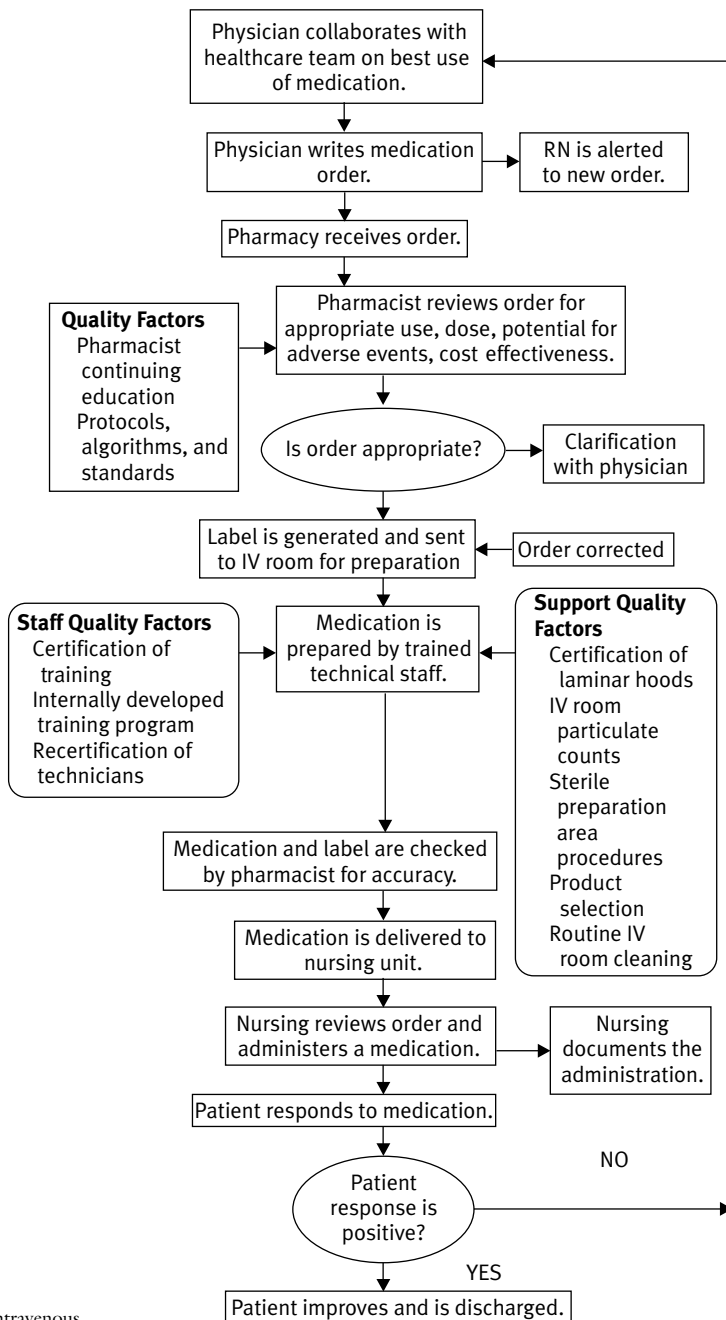 Physician collaborates with
healthcare team on best use
of medication.
Physician writes medication
order.
RN is alerted
to new order.
Pharmacy receives order.
Pharmacist reviews order for
appropriate use, dose, potential for
adverse events, cost effectiveness.
Quality Factors
Pharmacist
continuing
education
Protocols,
algorithms, and
standards
Is order appropriate?
Clarification
with physician
Label is generated and sent
to IV room for preparation
Order corrected
Staff Quality Factors
Certification of
training
Internally developed
training program
Recertification of
technicians
Medication is
prepared by trained
technical staff.
Support Quality
Factors
Certification of
laminar hoods
IV room
particulate
counts
Sterile
preparation
area
procedures
Product
selection
Routine IV
room cleaning
Medication and label are checked
by pharmacist for accuracy.
Medication is delivered to
nursing unit.
Nursing reviews order and
administers a medication.
Nursing
documents the
administration.
Patient responds to medication.
NO
Patient
response is
positive?
YES
Patient improves and is discharged.